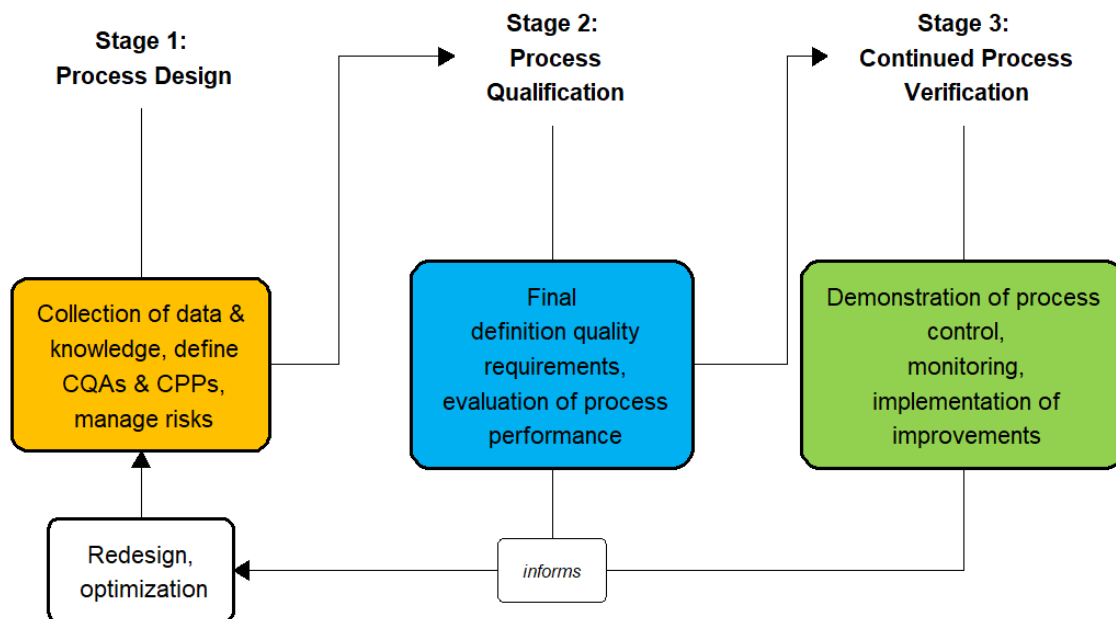 Stage 1:
Process Design
Stage 2:
Process
Qualification
Stage 3:
Continued Process
Verification
Collection of data &
knowledge, define
CQAs & CPPs,
manage risks
Final
definition quality
requirements,
evaluation of process
performance
Demonstration of process
control,
monitoring,
implementation of
improvements
Redesign,
optimization
informs